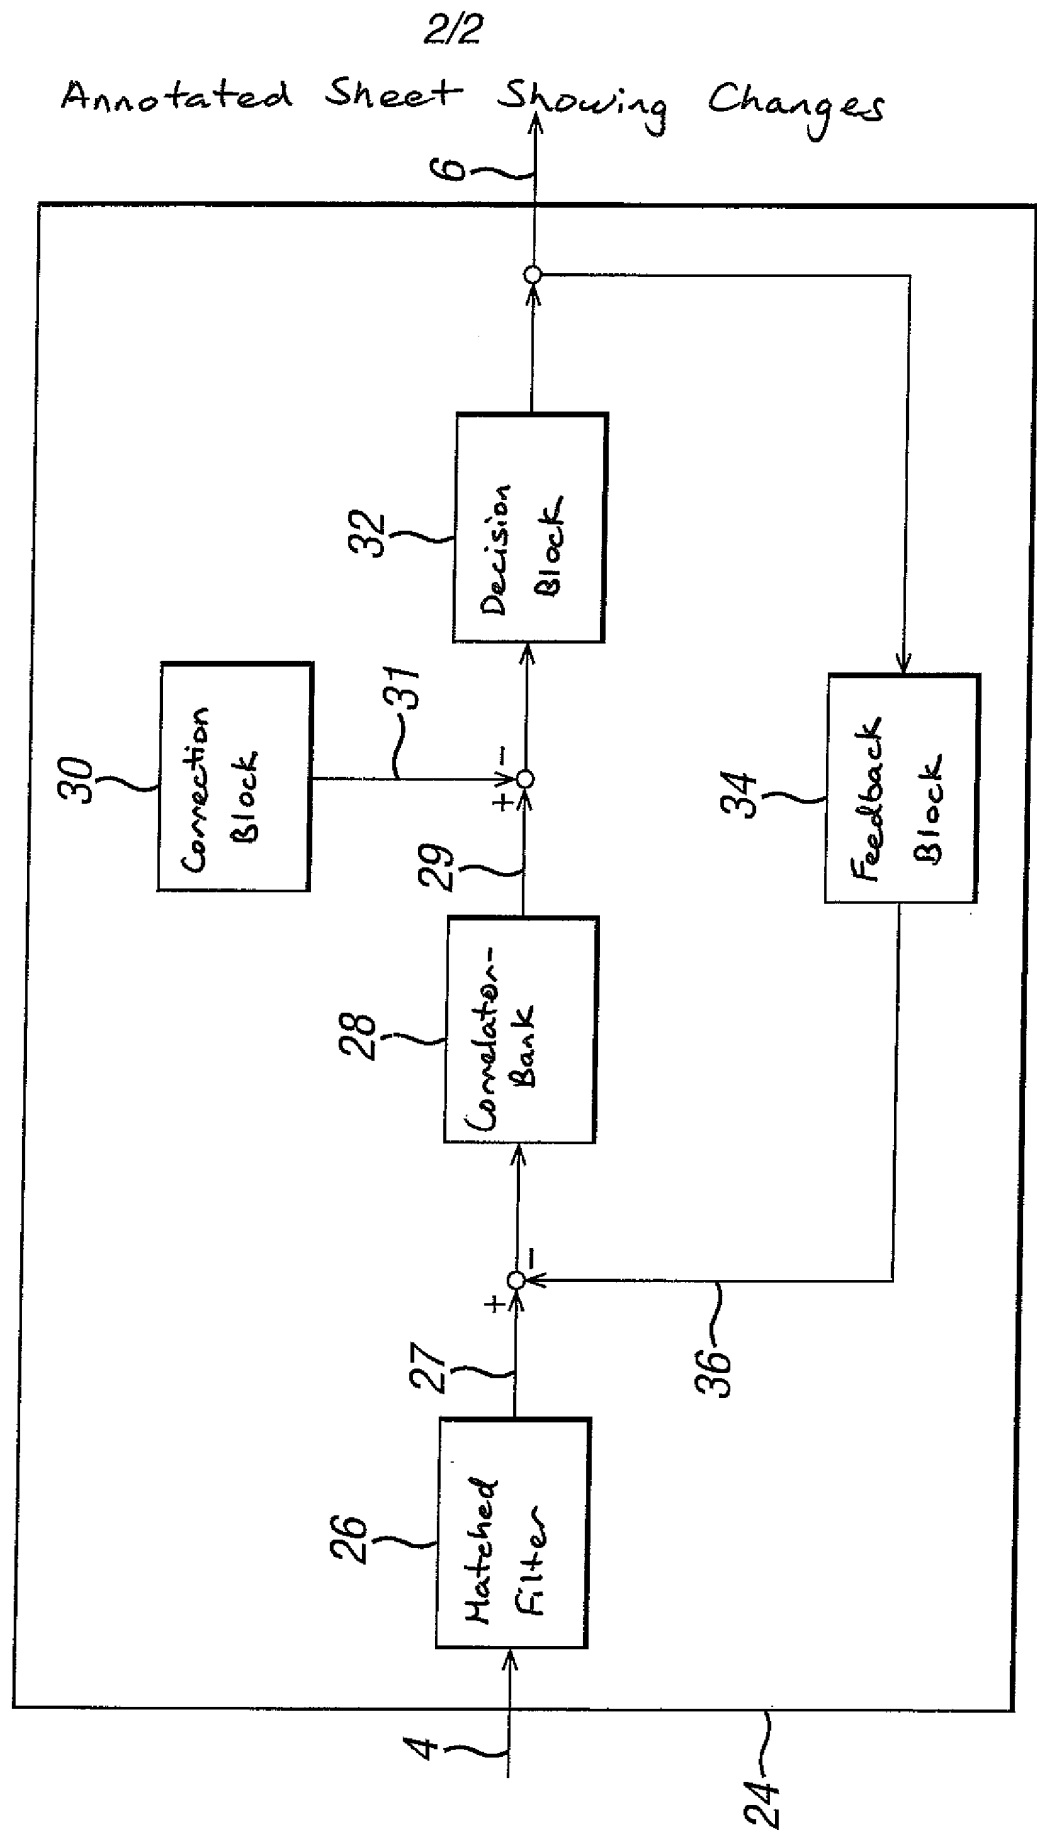 2/2
Annotated Sheet Showing Changes
6
32
Decision
Block
30
Correction
Block
31
29
34
Feedback
Block
28
Correlator-
Bank
+
-
+
-
27
36
26
Matched
Filter
4
24